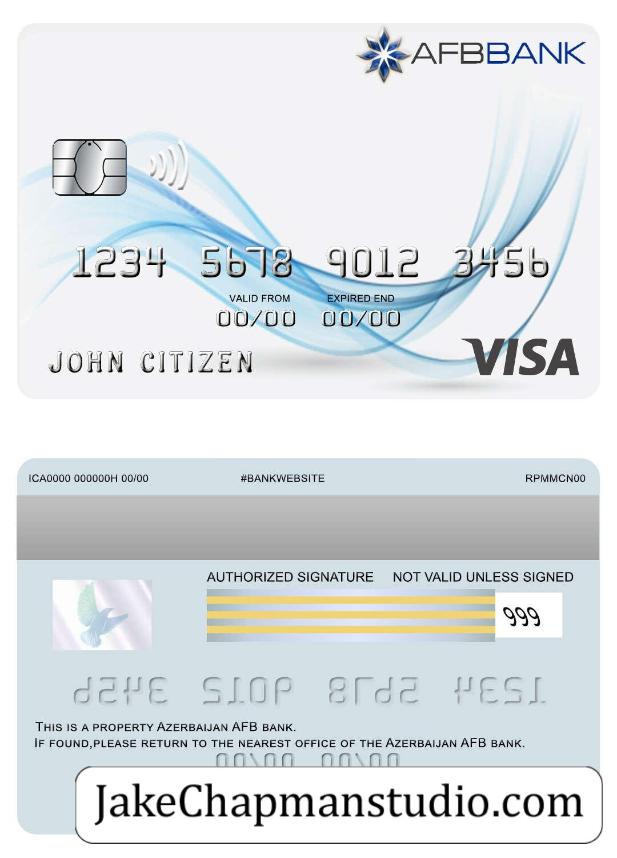 AFBBANK
1234 5678 9012 3456
VALID FROM EXPIRED END
00/00 00/00
JOHN CITIZEN
VISA
ICA0000 000000H 00/00 #BANKWEBSITE RPMMCN00
AUTHORIZED SIGNATURE NOT VALID UNLESS SIGNED
999
THIS IS A PROPERTY AZERBAIJAN AFB BANK.
IF FOUND,PLEASE RETURN TO THE NEAREST OFFICE OF THE AZERBAIJAN AFB BANK.
JakeChapmanstudio.com